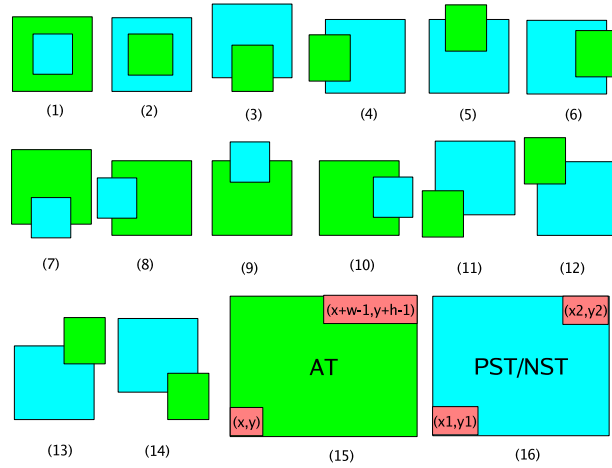 (1) (2) (3) (4) (5) (6)
(7) (8) (9) (10) (11) (12)
(x+w-1,y+h-1) (x2,y2)
AT PST/NST
(x,y) (x1,y1)
(13) (14) (15) (16)